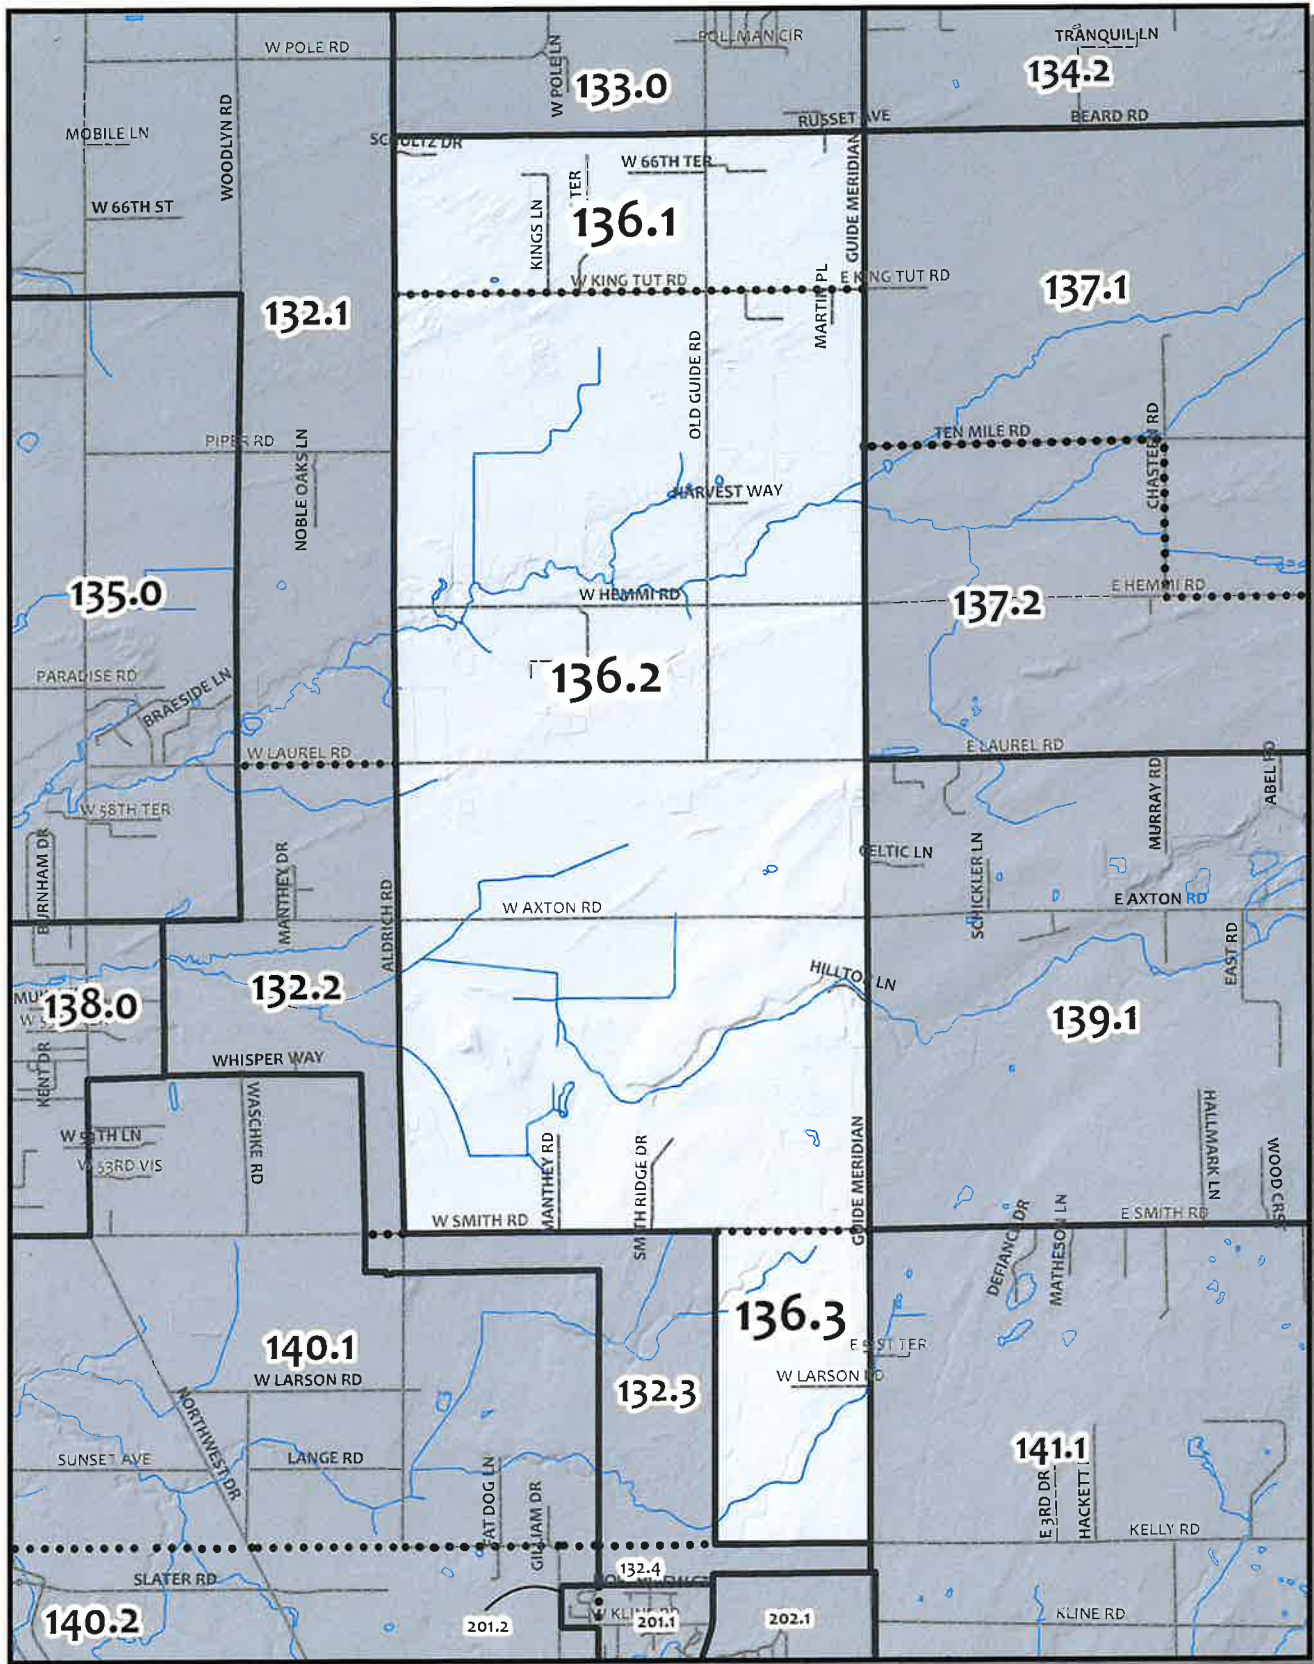 W POLE RD
W POLE LN
133.0
TRANQUIL LN
134.2
BEARD RD
RUSSET AVE
MOBILE LN
WOODLYN RD
W 66TH ST
W 66TH TER
TER
KINGS LN
136.1
GUIDE MERIDIAN
W KING TUT RD
E KING TUT RD
MARTIN PL
132.1
137.1
OLD GUIDE RD
PIPER RD
NOBLE OAKS LN
TEN MILE RD
CHASTEEN RD
HARVEST WAY
135.0
W HEMMI RD
E HEMMI RD
137.2
136.2
PARADISE RD
BRAESIDE LN
W LAUREL RD
E LAUREL RD
W 58TH TER
BURNHAM DR
MANTHEY DR
ALDRICH RD
CELTIC LN
SCHICKLER LN
MURRAY RD
ABEL RD
W AXTON RD
E AXTON RD
EAST RD
HILLTOP LN
132.2
138.0
139.1
KENT DR
WHISPER WAY
WASCHKE RD
W 53RD VIS
MANTHEY RD
SMITH RIDGE DR
GUIDE MERIDIAN
HALLMARK LN
WOOD CRST
W SMITH RD
E SMITH RD
DEFIANCE DR
MATHESON LN
136.3
140.1
W LARSON RD
W LARSON RD
132.3
NORTHWEST DR
SUNSET AVE
LANGE RD
FAT DOG LN
GILLIAM DR
141.1
E 3RD DR
HACKETT
KELLY RD
SLATER RD
132.4
140.2
201.2
201.1
202.1
KLINE RD